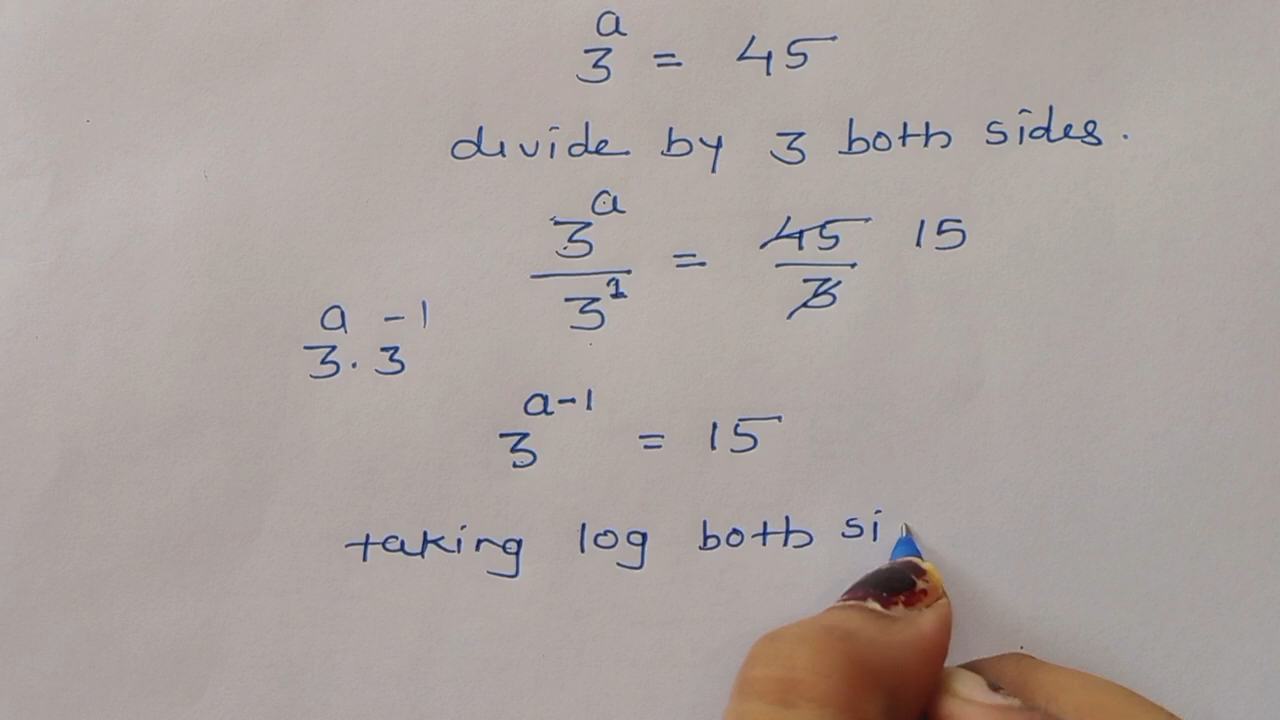 3^a = 45
divide by 3 both sides.
3^a / 3^1 = 45 / 3 15
3^a . 3^-1
3^a-1 = 15
taking log both si